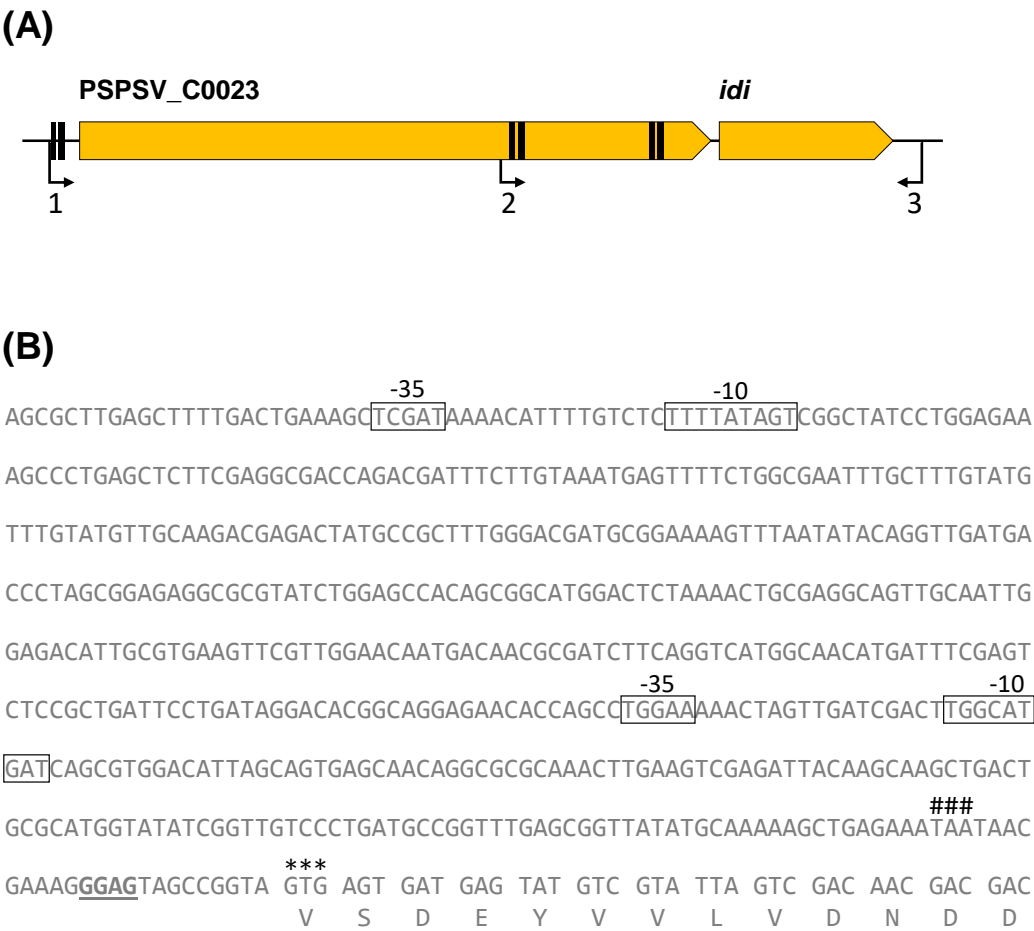 (A)
PSPSV_C0023 idi
1 2 3
(B)
-35 -10
AGCGCTTGAGCTTTTGACTGAAAGCTCGATAAAACATTTTGTCTCTTTTATAGTCGGCTATCCTGGAGAA
AGCCCTGAGCTCTTCGAGGCGACCAGACGATTTCTTGTAAATGAGTTTTCTGGCGAATTTGCTTTGTATG
TTTGTATGTTGCAAGACGAGACTATGCCGCTTTGGGACGATGCGGAAAAGTTTAATATACAGGTTGATGA
CCCTAGCGGAGAGGCGCGTATCTGGAGCCACAGCGGCATGGACTCTAAAACTGCGAGGCAGTTGCAATTG
GAGACATTGCGTGAAGTTCGTTGGAACAATGACAACGCGATCTTCAGGTCATGGCAACATGATTTCGAGT
-35 -10
CTCCGCTGATTCCTGATAGGACACGGCAGGAGAACACCAGCCTGGAAAAACTAGTTGATCGACTTGGCAT
GATCAGCGTGGACATTAGCAGTGAGCAACAGGCGCGCAAACTTGAAGTCGAGATTACAAGCAAGCTGACT
###
GCGCATGGTATATCGGTTGTCCCTGATGCCGGTTTGAGCGGTTATATGCAAAAAGCTGAGAAATAATAAC
***
GAAAGGGAGTAGCCGGTA GTG AGT GAT GAG TAT GTC GTA TTA GTC GAC AAC GAC GAC
V S D E Y V V L V D N D D